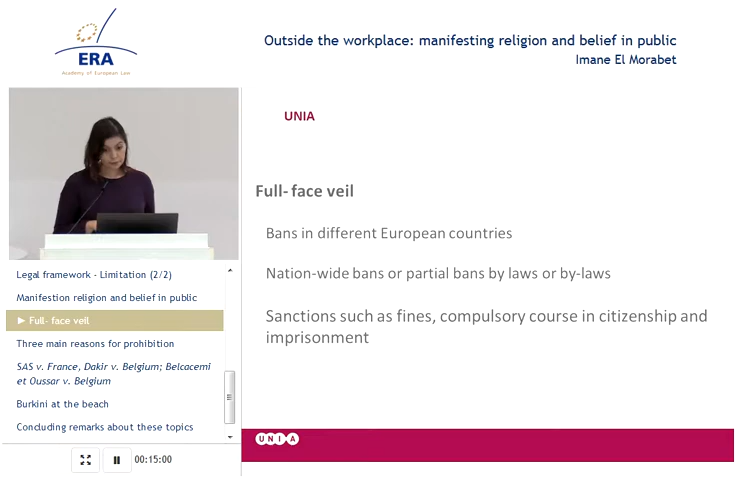 ERA
Academy of European Law
Outside the workplace: manifesting religion and belief in public
Imane El Morabet
UNIA
Full- face veil
Bans in different European countries
Nation-wide bans or partial bans by laws or by-laws
Sanctions such as fines, compulsory course in citizenship and
imprisonment
Legal framework - Limitation (2/2)
Manifestion religion and belief in public
► Full- face veil
Three main reasons for prohibition
SAS v. France, Dakir v. Belgium; Belcacemi
et Oussar v. Belgium
Burkini at the beach
Concluding remarks about these topics
UNIA
00:15:00